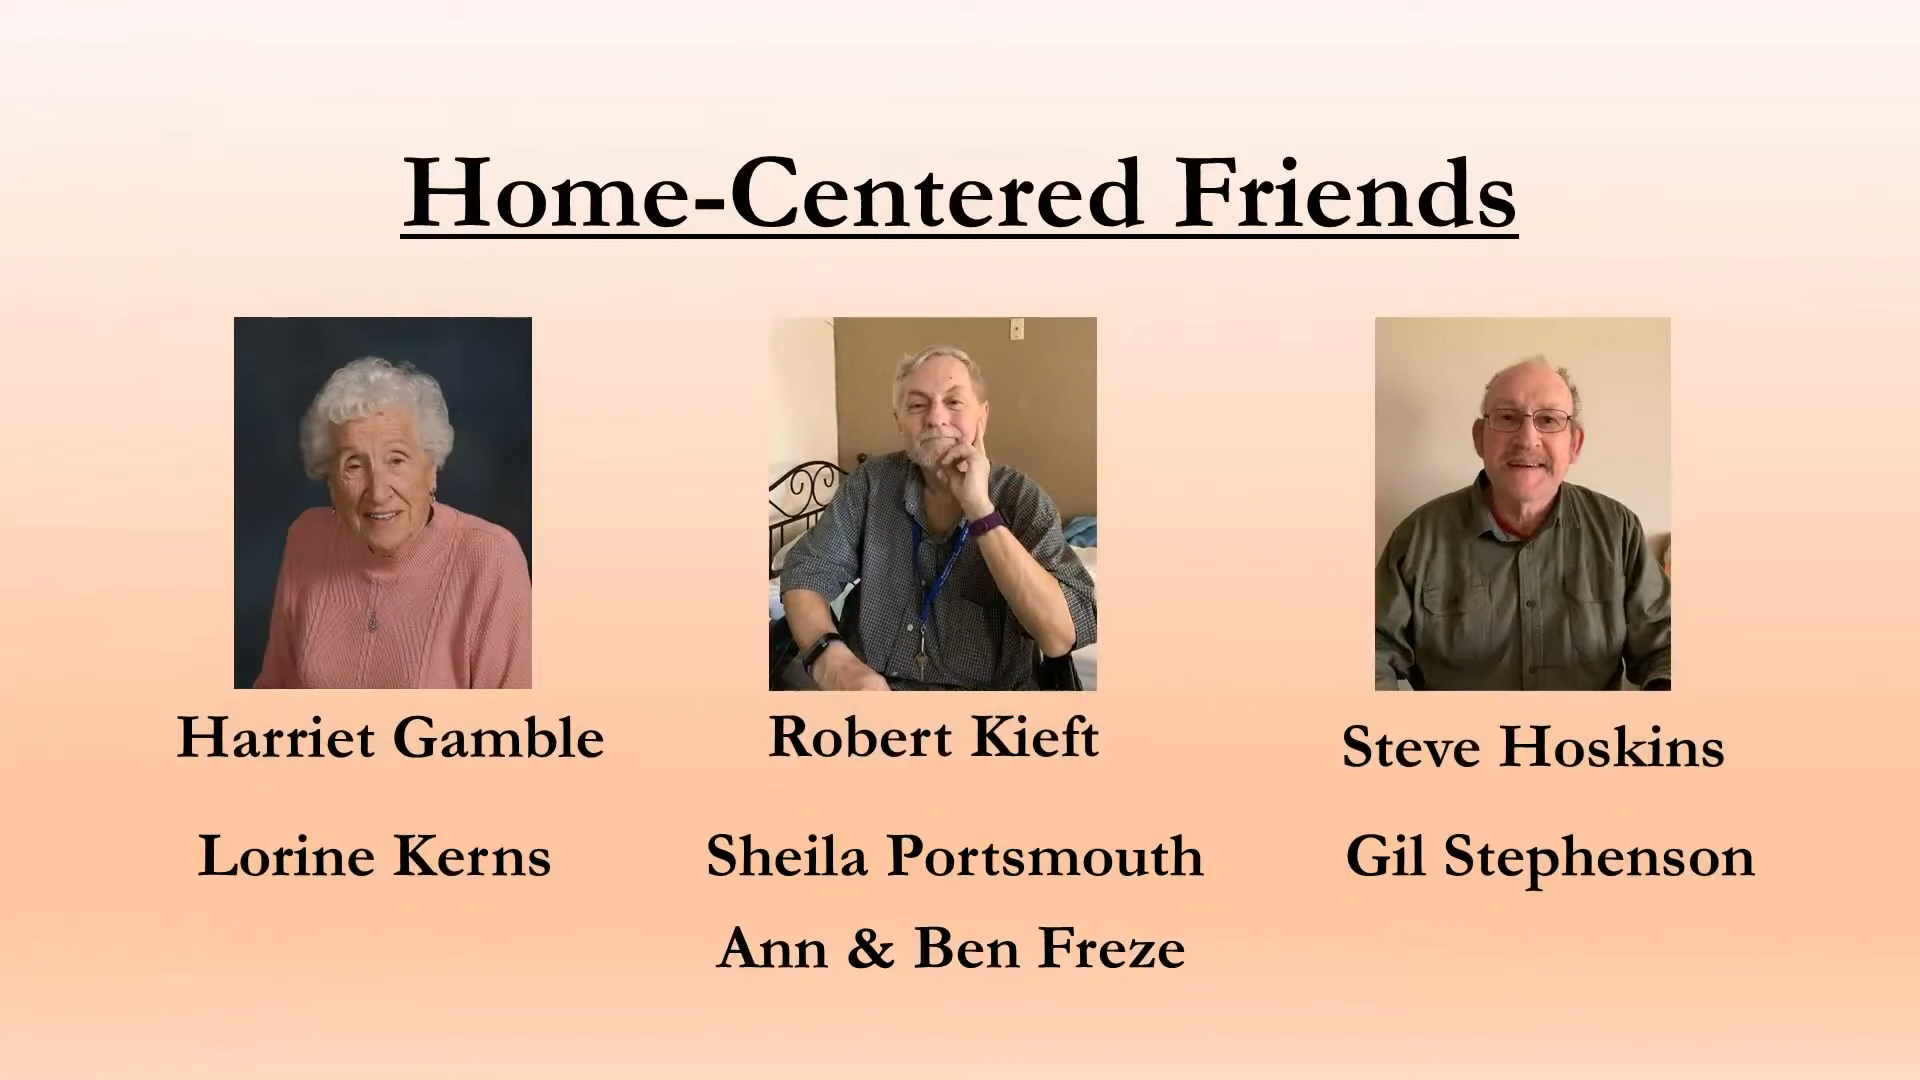 Home-Centered Friends
Harriet Gamble
Robert Kieft
Steve Hoskins
Lorine Kerns
Sheila Portsmouth
Gil Stephenson
Ann & Ben Freze